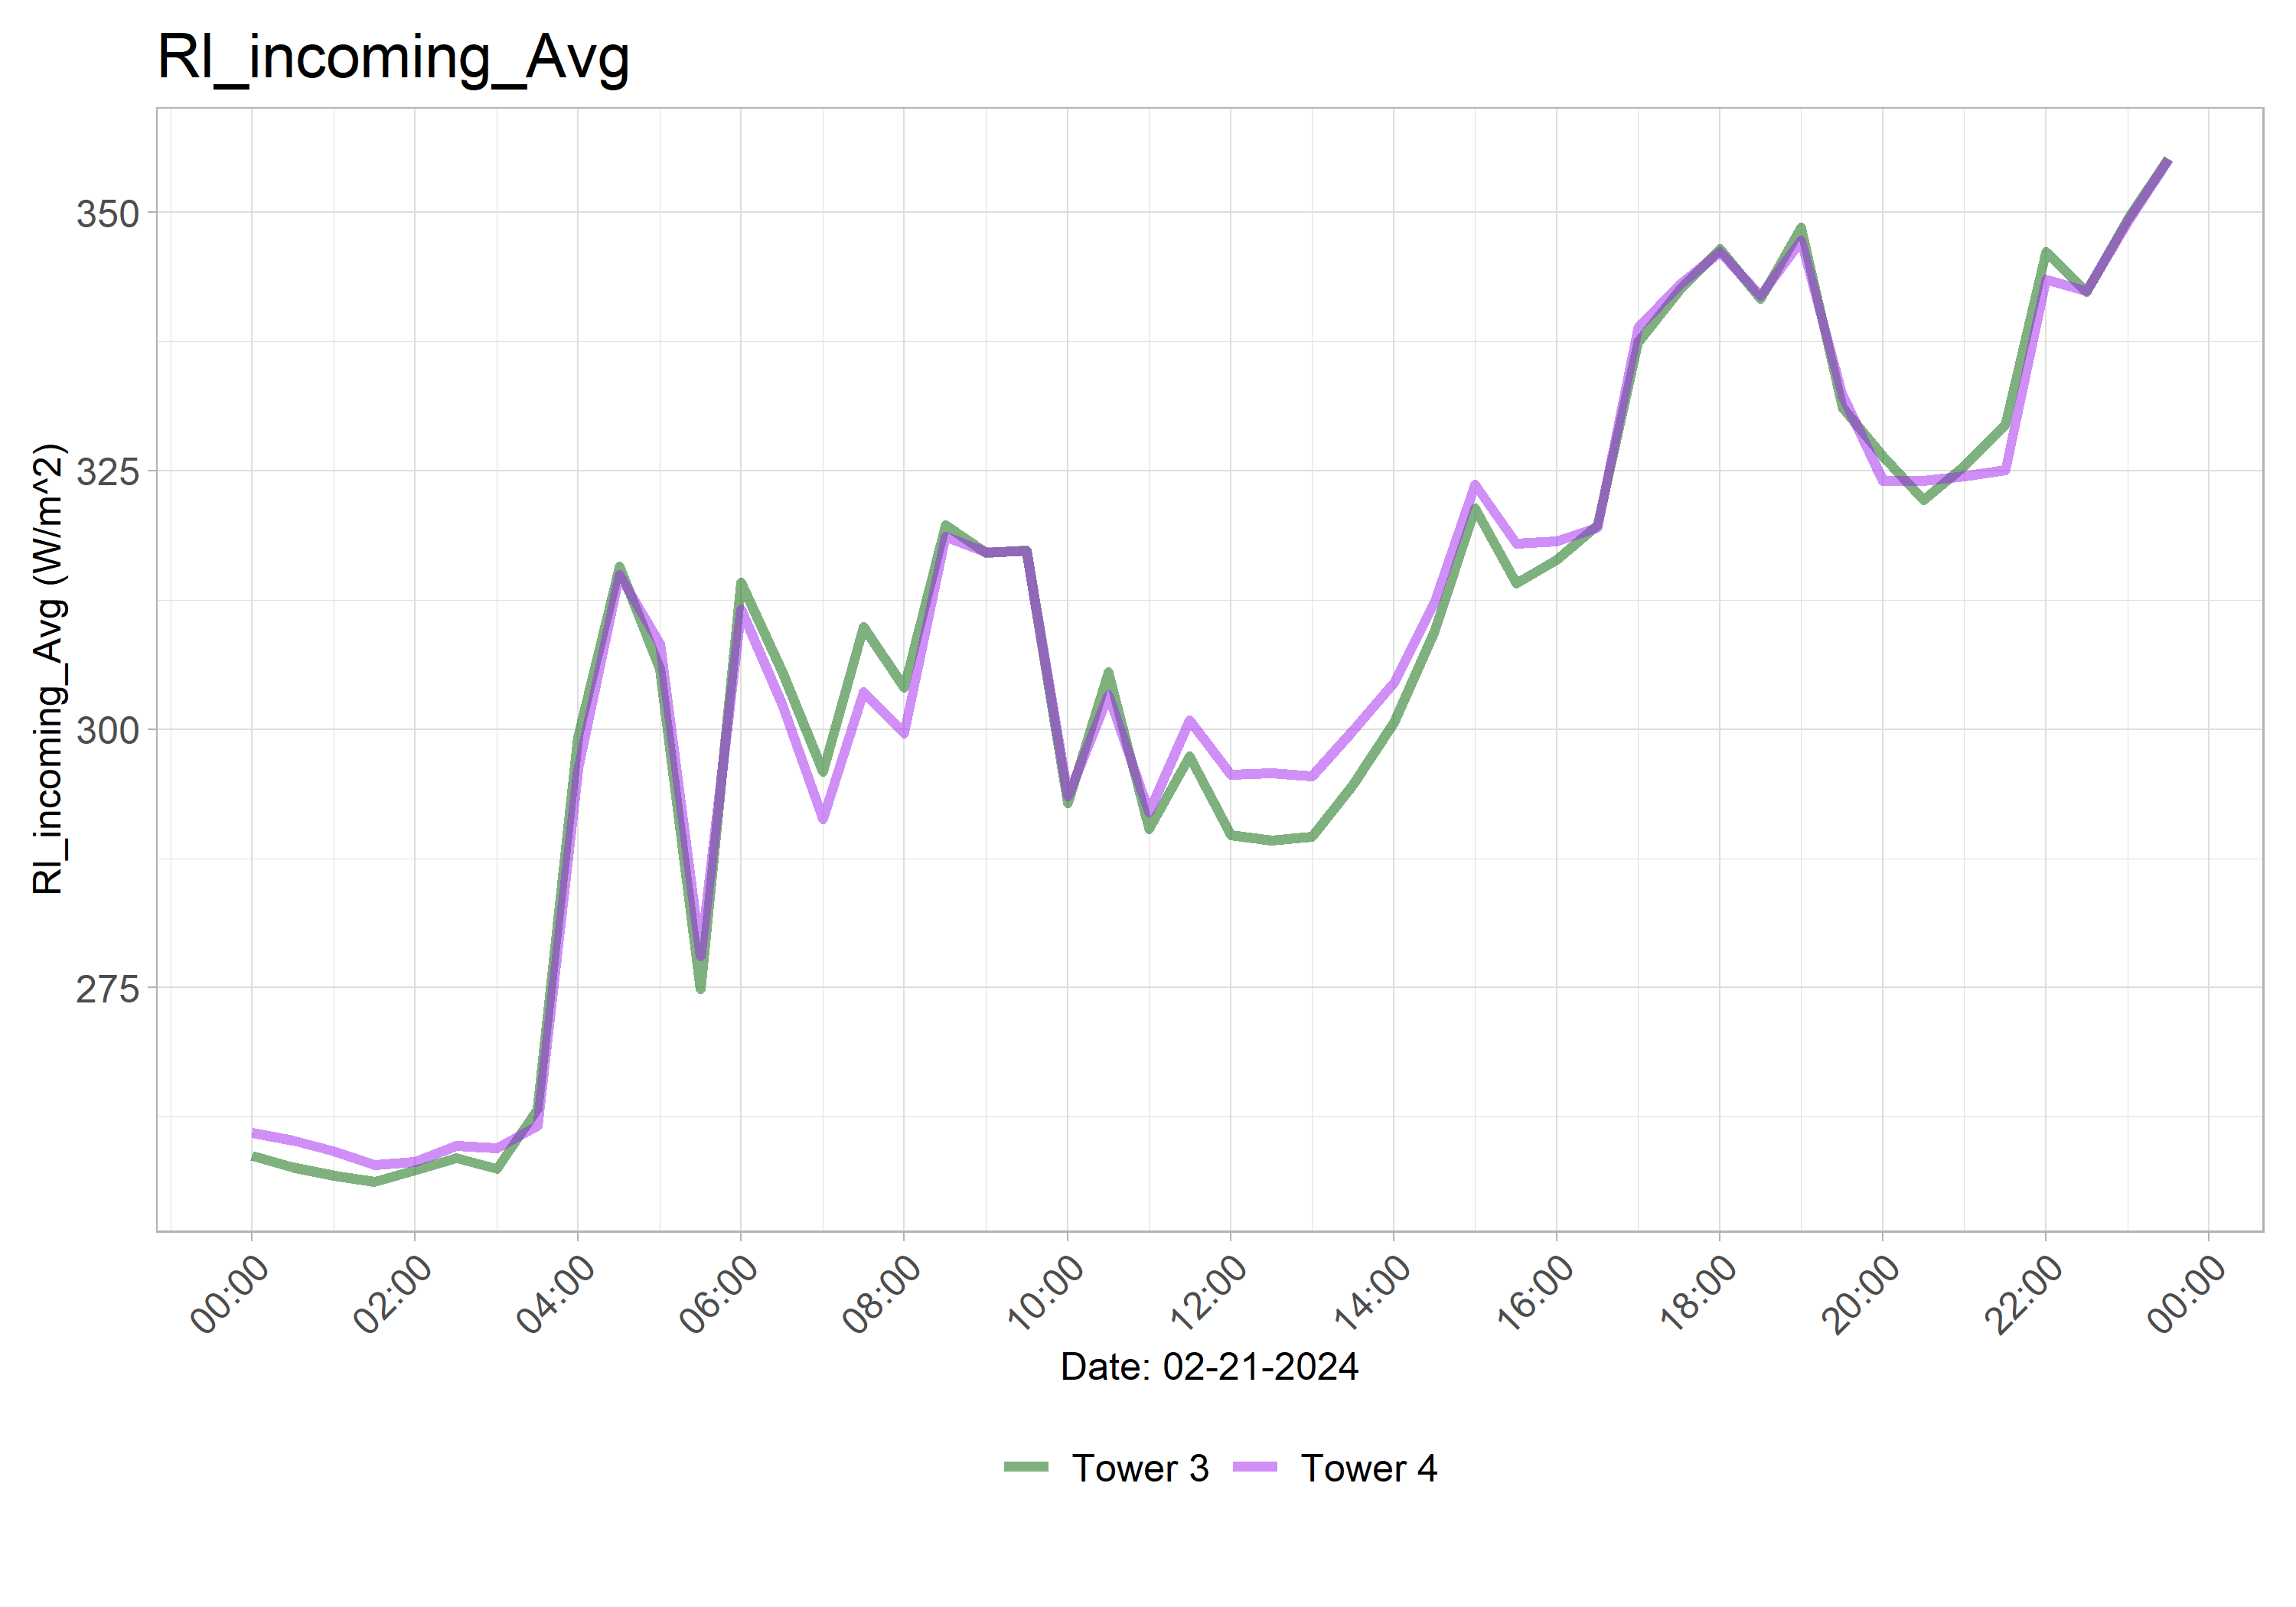 Rl_incoming_Avg
Rl_incoming_Avg (W/m^2)
350
325
300
275
00:00 02:00 04:00 06:00 08:00 10:00 12:00 14:00 16:00 18:00 20:00 22:00 00:00
Date: 02-21-2024
Tower 3 Tower 4